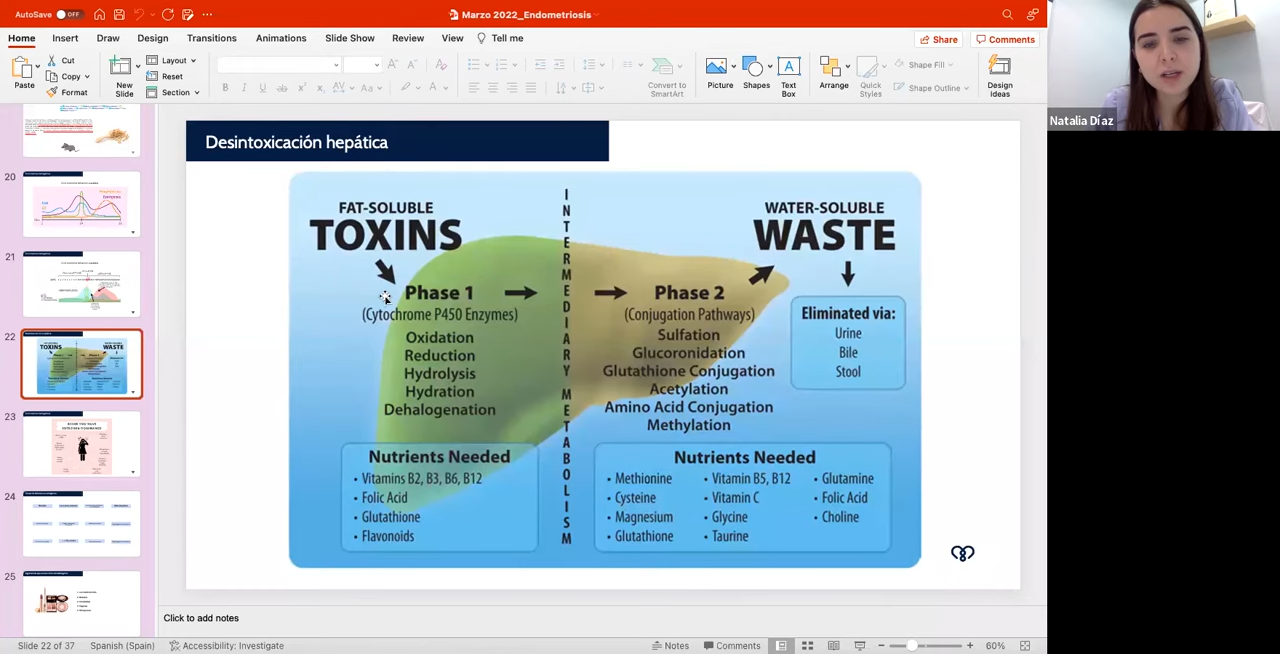 AutoSave OFF
Marzo 2022_Endometriosis
Home Insert Draw Design Transitions Animations Slide Show Review View Tell me
Share Comments
Paste
Cut
Copy
Format
New Slide
Layout
Reset
Section
Convert to SmartArt
Picture
Shapes
Text Box
Arrange
Quick Styles
Shape Fill
Shape Outline
Design Ideas
Natalia Díaz
20
21
22
23
24
25
Desintoxicación hepática
FAT-SOLUBLE
TOXINS
Phase 1
(Cytochrome P450 Enzymes)
Oxidation
Reduction
Hydrolysis
Hydration
Dehalogenation
INTERMEDIARY METABOLISM
Phase 2
(Conjugation Pathways)
Sulfation
Glucoronidation
Glutathione Conjugation
Acetylation
Amino Acid Conjugation
Methylation
WATER-SOLUBLE
WASTE
Eliminated via:
Urine
Bile
Stool
Nutrients Needed
• Vitamins B2, B3, B6, B12
• Folic Acid
• Glutathione
• Flavonoids
Nutrients Needed
• Methionine
• Cysteine
• Magnesium
• Glutathione
• Vitamin B5, B12
• Vitamin C
• Glycine
• Taurine
• Glutamine
• Folic Acid
• Choline
Click to add notes
Slide 22 of 37 Spanish (Spain) Accessibility: Investigate
Notes Comments 60%